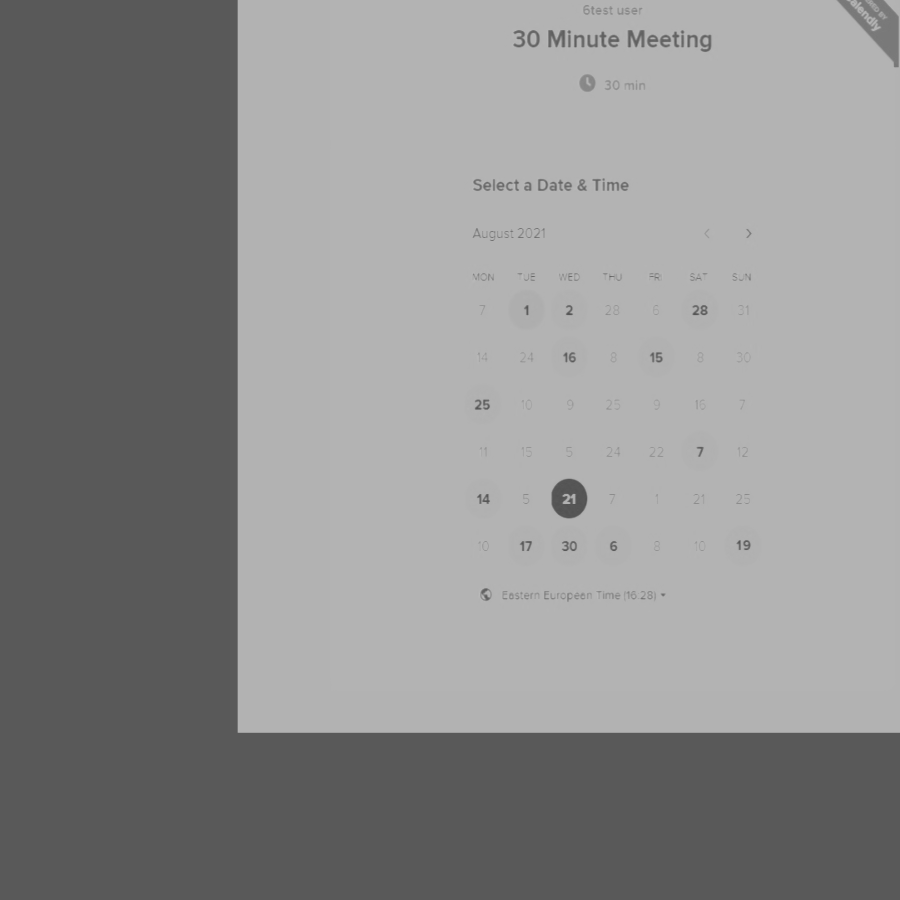 6test user
30 Minute Meeting
30 min
Calendly
Select a Date & Time
August 2021
MON TUE WED THU FRI SAT SUN
7 1 2 28 6 28 31
14 24 16 8 15 8 30
25 10 9 25 9 16 7
11 15 5 24 22 7 12
14 5 21 7 1 21 25
10 17 30 6 8 10 19
Eastern European Time (16:28)